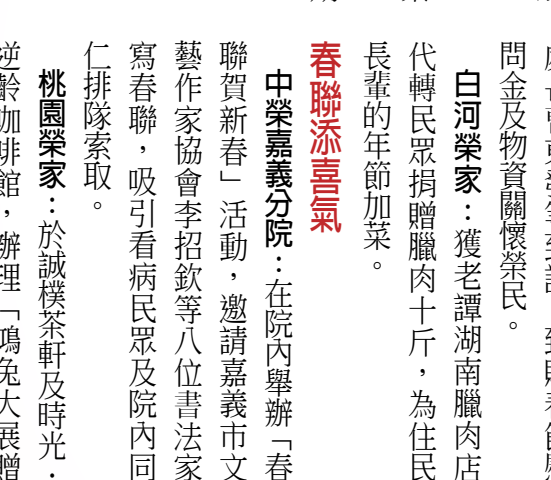 問金及物資關懷榮民。
白河榮家：獲老譚湖南臘肉店
代轉民眾捐贈臘肉十斤，為住民
長輩的年節加菜。
春聯添喜氣
中榮嘉義分院：在院內舉辦「春
聯賀新春」活動，邀請嘉義市文
藝作家協會李招欽等八位書法家
寫春聯，吸引看病民眾及院內同
仁排隊索取。
桃園榮家：於誠樸茶軒及時光．
逆齡咖啡館，辦理「鴻兔大展贈